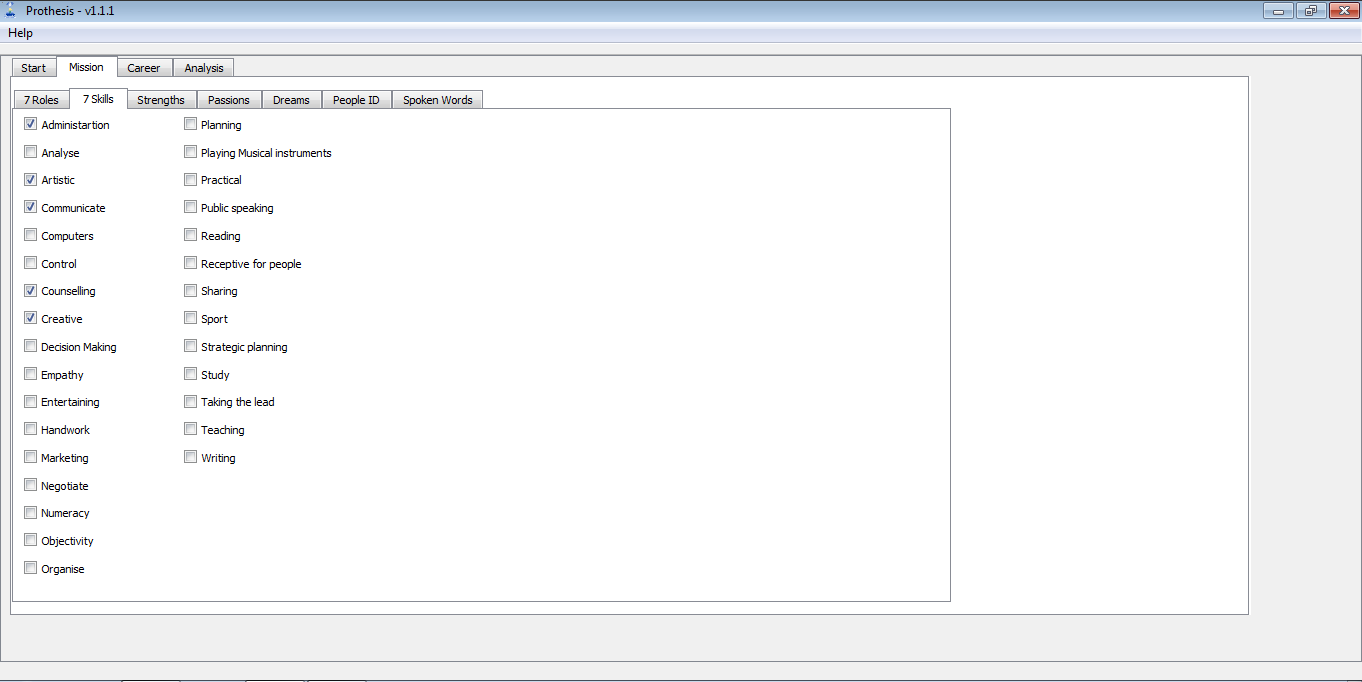 Prothesis - v1.1.1
Help
Start Mission Career Analysis
7 Roles 7 Skills Strengths Passions Dreams People ID Spoken Words
Administartion Planning
Analyse Playing Musical instruments
Artistic Practical
Communicate Public speaking
Computers Reading
Control Receptive for people
Counselling Sharing
Creative Sport
Decision Making Strategic planning
Empathy Study
Entertaining Taking the lead
Handwork Teaching
Marketing Writing
Negotiate
Numeracy
Objectivity
Organise